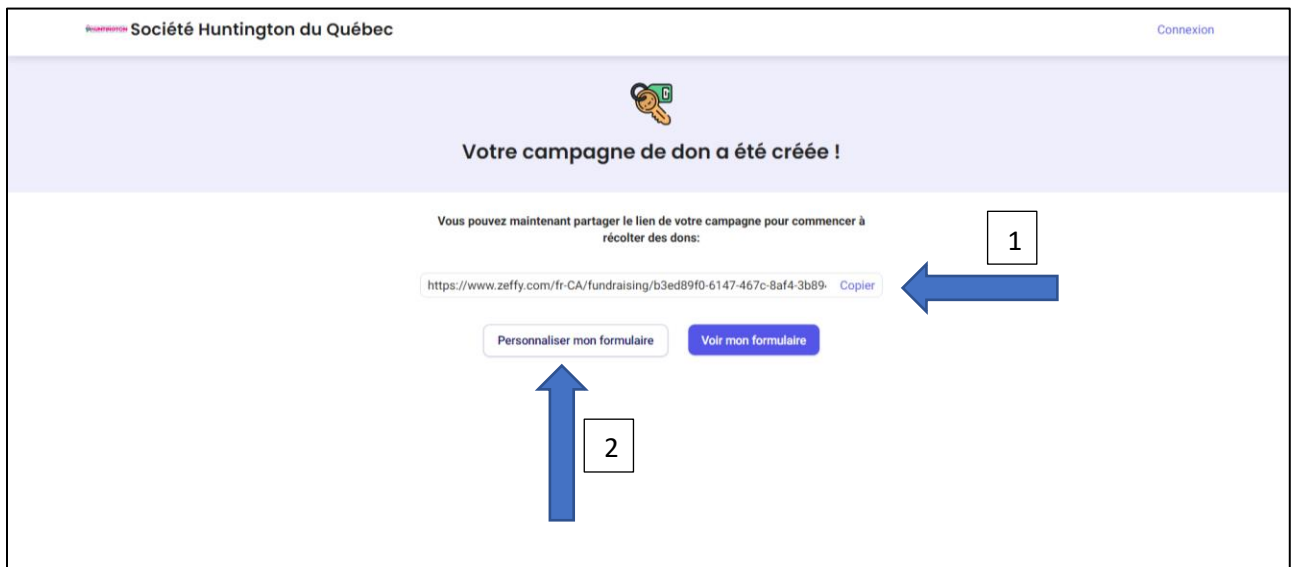 HUNTINGTON Société Huntington du Québec
Connexion
Votre campagne de don a été créée !
Vous pouvez maintenant partager le lien de votre campagne pour commencer à
récolter des dons:
1
https://www.zeffy.com/fr-CA/fundraising/b3ed89f0-6147-467c-8af4-3b89- Copier
Personnaliser mon formulaire
Voir mon formulaire
2